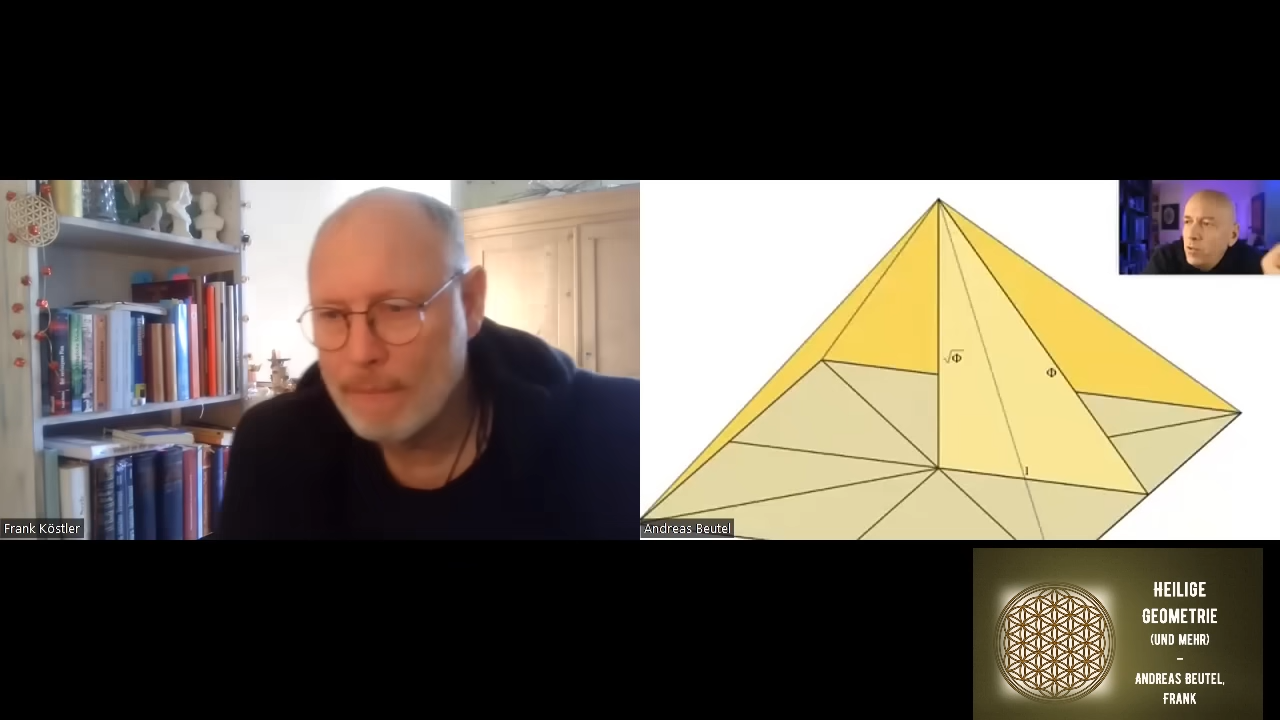 √Φ
Φ
1
Frank Köstler
Andreas Beutel
HEILIGE
GEOMETRIE
(UND MEHR)
–
ANDREAS BEUTEL,
FRANK